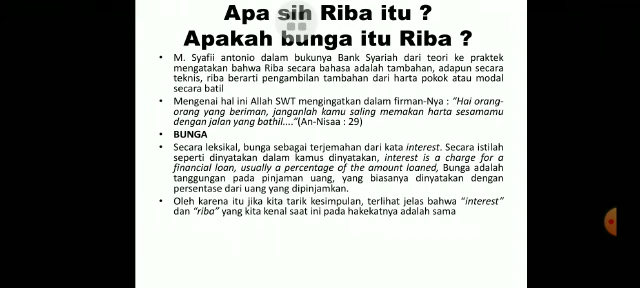 Apa sih Riba itu ?
Apakah bunga itu Riba ?
• M. Syafii antonio dalam bukunya Bank Syariah dari teori ke praktek
mengatakan bahwa Riba secara bahasa adalah tambahan, adapun secara
teknis, riba berarti pengambilan tambahan dari harta pokok atau modal
secara batil
• Mengenai hal ini Allah SWT mengingatkan dalam firman-Nya : "Hai orang-
orang yang beriman, janganlah kamu saling memakan harta sesamamu
dengan jalan yang bathil...."(An-Nisaa : 29)
• BUNGA
• Secara leksikal, bunga sebagai terjemahan dari kata interest. Secara istilah
seperti dinyatakan dalam kamus dinyatakan, interest is a charge for a
financial loan, usually a percentage of the amount loaned, Bunga adalah
tanggungan pada pinjaman uang, yang biasanya dinyatakan dengan
persentase dari uang yang dipinjamkan.
• Oleh karena itu jika kita tarik kesimpulan, terlihat jelas bahwa "interest"
dan "riba" yang kita kenal saat ini pada hakekatnya adalah sama